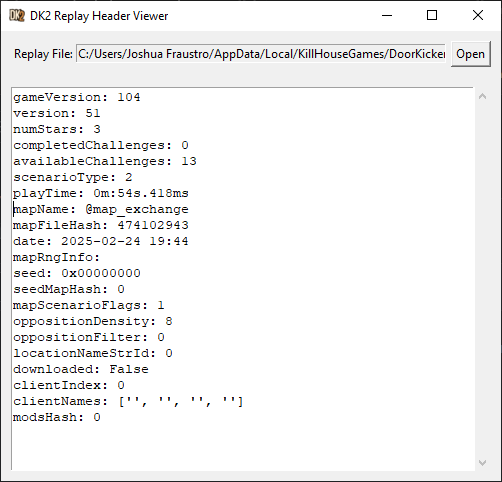 DK2 Replay Header Viewer
Replay File: C:/Users/Joshua Fraustro/AppData/Local/KillHouseGames/DoorKicker Open
gameVersion: 104
version: 51
numStars: 3
completedChallenges: 0
availableChallenges: 13
scenarioType: 2
playTime: 0m:54s.418ms
mapName: @map_exchange
mapFileHash: 474102943
date: 2025-02-24 19:44
mapRngInfo:
seed: 0x00000000
seedMapHash: 0
mapScenarioFlags: 1
oppositionDensity: 8
oppositionFilter: 0
locationNameStrId: 0
downloaded: False
clientIndex: 0
clientNames: ['', '', '', '']
modsHash: 0